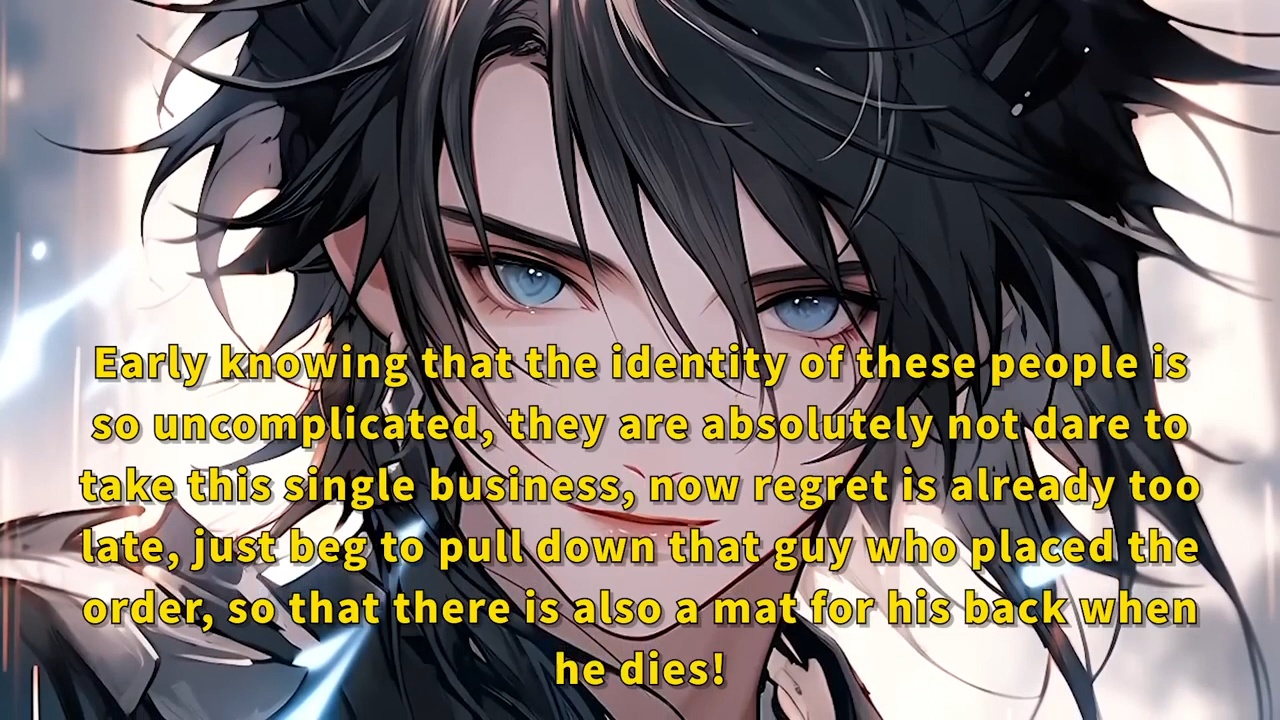 Early knowing that the identity of these people is
so uncomplicated, they are absolutely not dare to
take this single business, now regret is already too
late, just beg to pull down that guy who placed the
order, so that there is also a mat for his back when
he dies!